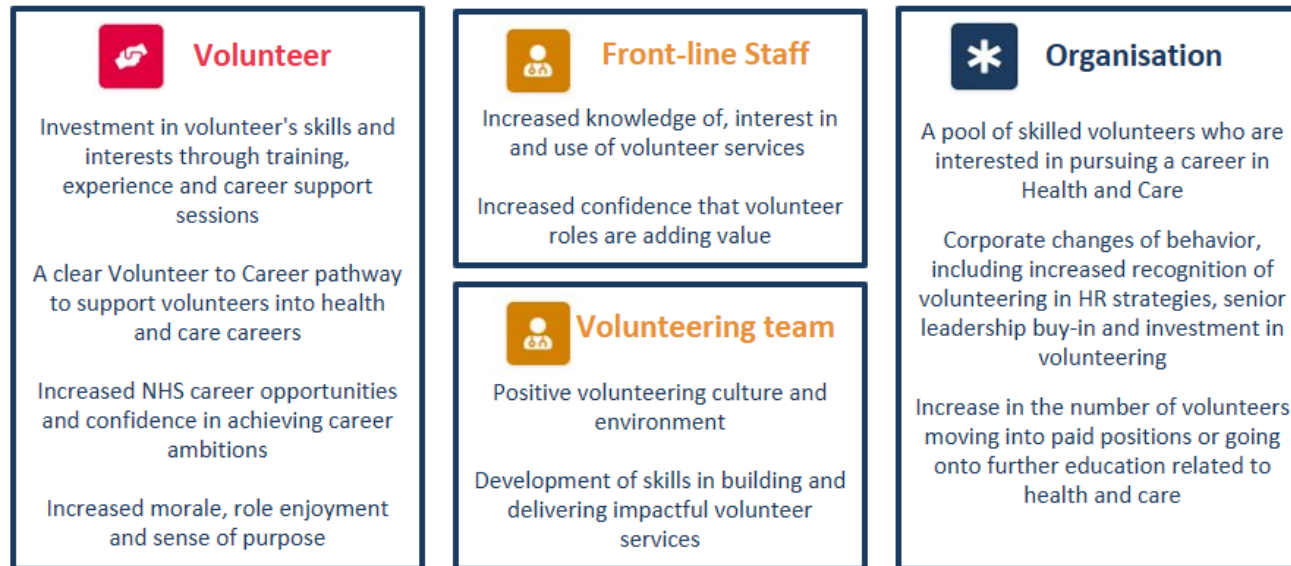 Volunteer
Investment in volunteer's skills and
interests through training,
experience and career support
sessions
A clear Volunteer to Career pathway
to support volunteers into health
and care careers
Increased NHS career opportunities
and confidence in achieving career
ambitions
Increased morale, role enjoyment
and sense of purpose
Front-line Staff
Increased knowledge of, interest in
and use of volunteer services
Increased confidence that volunteer
roles are adding value
Volunteering team
Positive volunteering culture and
environment
Development of skills in building and
delivering impactful volunteer
services
Organisation
A pool of skilled volunteers who are
interested in pursuing a career in
Health and Care
Corporate changes of behavior,
including increased recognition of
volunteering in HR strategies, senior
leadership buy-in and investment in
volunteering
Increase in the number of volunteers
moving into paid positions or going
onto further education related to
health and care